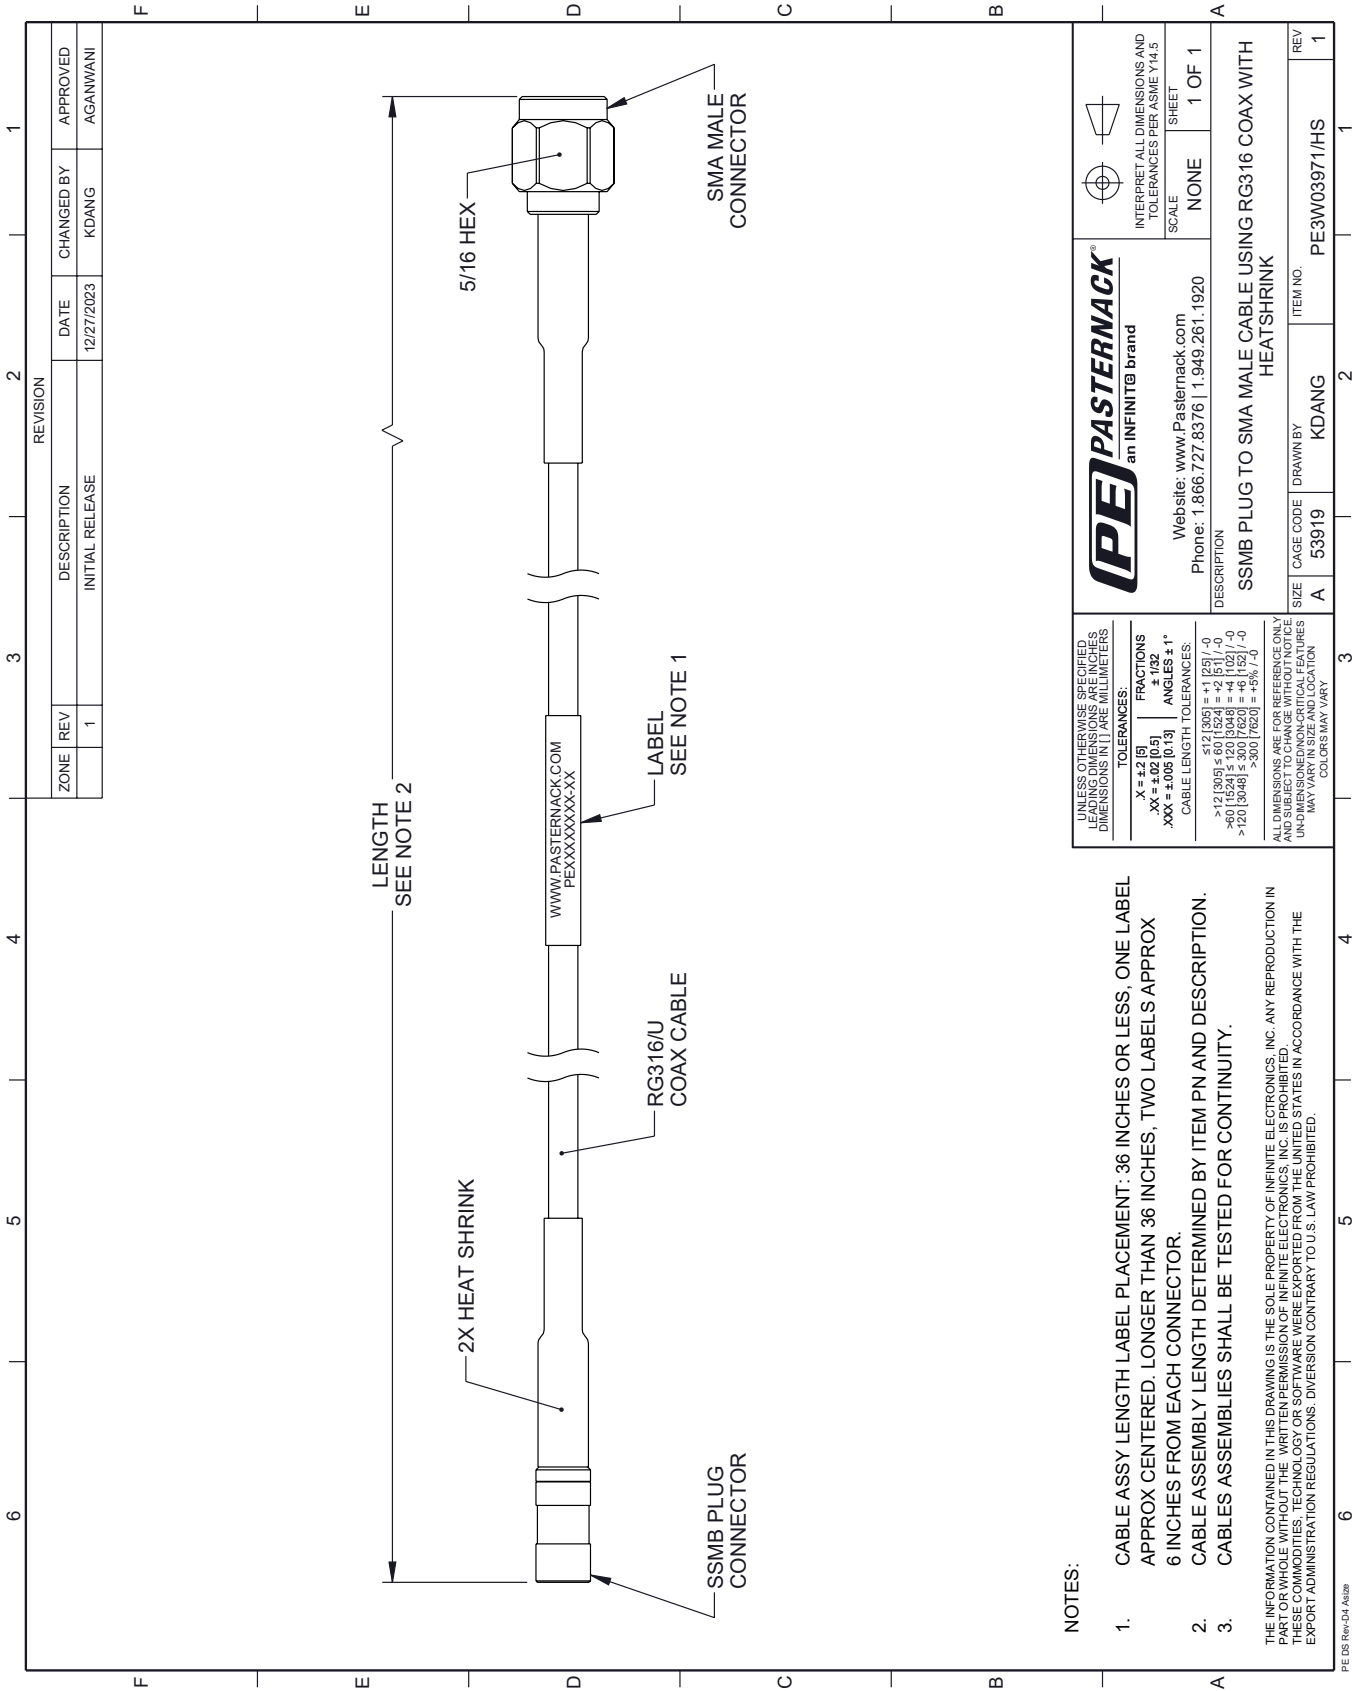 6
5
4
3
2
1
F
E
D
C
B
A
REVISION
ZONE
REV
DESCRIPTION
DATE
CHANGED BY
APPROVED
1
INITIAL RELEASE
12/27/2023
KDANG
AGANWANI
LENGTH
SEE NOTE 2
2X HEAT SHRINK
5/16 HEX
WWW.PASTERNACK.COM
PEXXXXXXXX-XX
RG316/U
COAX CABLE
LABEL
SEE NOTE 1
SSMB PLUG
CONNECTOR
SMA MALE
CONNECTOR
NOTES:
1. CABLE ASSY LENGTH LABEL PLACEMENT: 36 INCHES OR LESS, ONE LABEL
APPROX CENTERED. LONGER THAN 36 INCHES, TWO LABELS APPROX
6 INCHES FROM EACH CONNECTOR.
2. CABLE ASSEMBLY LENGTH DETERMINED BY ITEM PN AND DESCRIPTION.
3. CABLES ASSEMBLIES SHALL BE TESTED FOR CONTINUITY.
THE INFORMATION CONTAINED IN THIS DRAWING IS THE SOLE PROPERTY OF INFINITE ELECTRONICS, INC. ANY REPRODUCTION IN
PART OR WHOLE WITHOUT THE WRITTEN PERMISSION OF INFINITE ELECTRONICS, INC. IS PROHIBITED.
THESE COMMODITIES, TECHNOLOGY OR SOFTWARE WERE EXPORTED FROM THE UNITED STATES IN ACCORDANCE WITH THE
EXPORT ADMINISTRATION REGULATIONS. DIVERSION CONTRARY TO U.S. LAW PROHIBITED.
UNLESS OTHERWISE SPECIFIED
LEADING DIMENSIONS ARE INCHES
DIMENSIONS IN [ ] ARE MILLIMETERS
TOLERANCES:
.X = ±.2 [5]
.XX = ±.02 [0.5]
.XXX = ±.005 [0.13]
FRACTIONS
± 1/32
ANGLES ± 1°
CABLE LENGTH TOLERANCES:
≤12 [305] = +1 [25] / -0
>12 [305] ≤ 60 [1524] = +2 [51] / -0
>60 [1524] ≤ 120 [3048] = +4 [102] / -0
>120 [3048] ≤ 300 [7620] = +6 [152] / -0
>300 [7620] = +5% / -0
ALL DIMENSIONS ARE FOR REFERENCE ONLY
AND SUBJECT TO CHANGE WITHOUT NOTICE.
UN-DIMENSIONED/NON-CRITICAL FEATURES
MAY VARY IN SIZE AND LOCATION
COLORS MAY VARY
PE PASTERNACK®
an INFINIT@ brand
Website: www.Pasternack.com
Phone: 1.866.727.8376 | 1.949.261.1920
INTERPRET ALL DIMENSIONS AND
TOLERANCES PER ASME Y14.5
SCALE
NONE
SHEET
1 OF 1
DESCRIPTION
SSMB PLUG TO SMA MALE CABLE USING RG316 COAX WITH
HEATSHRINK
SIZE
A
CAGE CODE
53919
DRAWN BY
KDANG
ITEM NO.
PE3W03971/HS
REV
1
F
E
D
C
B
A
6
5
4
3
2
1
PE DS Rev-D4 Asize